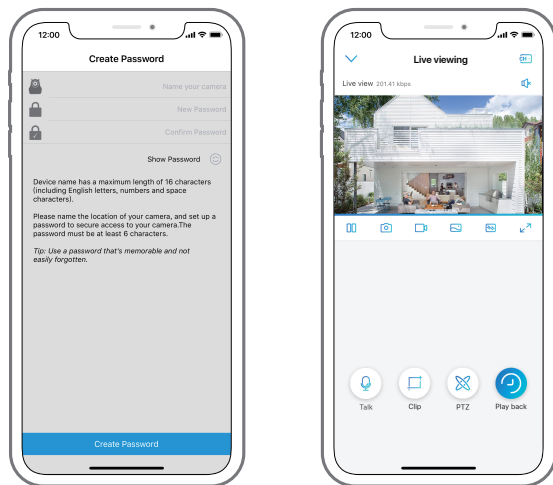 12:00
Create Password
Name your camera
New Password
Confirm Password
Show Password
Device name has a maximum length of 16 characters
(including English letters, numbers and space
characters).
Please name the location of your camera, and set up a
password to secure access to your camera.The
password must be at least 6 characters.
Tip: Use a password that's memorable and not
easily forgotten.
Create Password
12:00
Live viewing
CH
Live view 201.41 kbps
Talk
Clip
PTZ
Play back